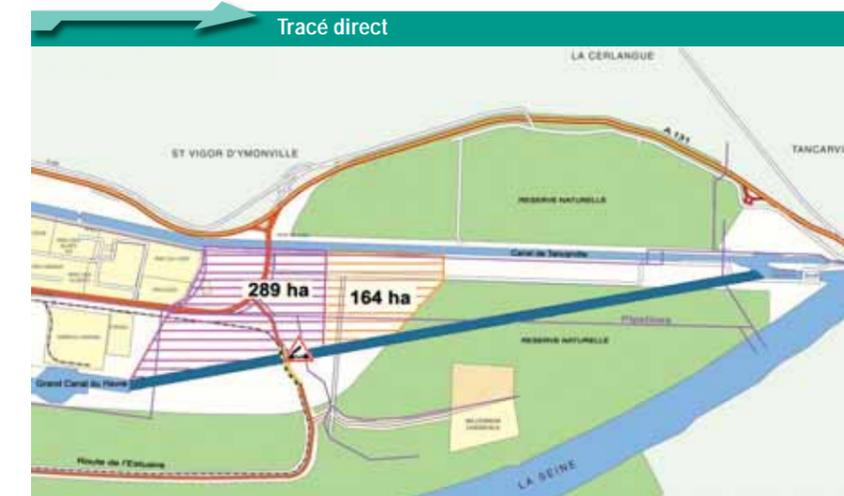 Tracé direct
LA CERLANGUE
A 131
ST VIGOR D'YMONVILLE
TANCARVI
RESERVE NATURELLE
Canal de Tancarville
289 ha
164 ha
Pipelines
RESERVE NATURELLE
Grand Canal du Havre
Route de l'Estuaire
LA SEINE